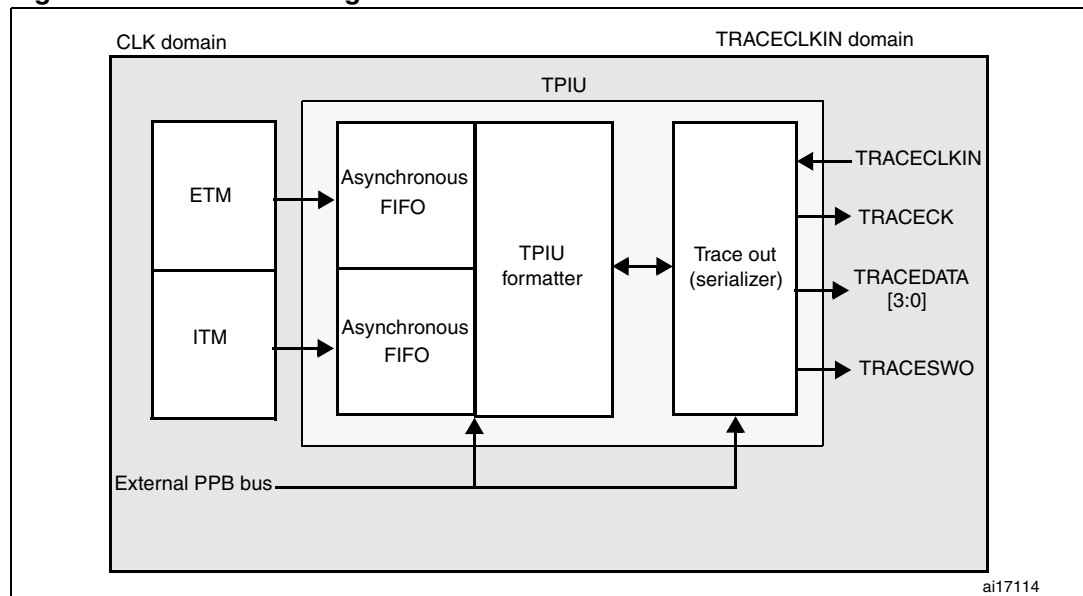 CLK domain
TRACECLKIN domain
TPIU
ETM
Asynchronous
FIFO
TPIU
formatter
Trace out
(serializer)
TRACECLKIN
TRACECK
TRACEDATA
[3:0]
TRACESWO
ITM
Asynchronous
FIFO
External PPB bus
ai17114